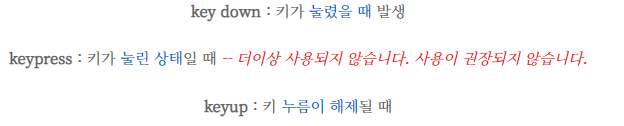 key down : 키가 눌렸을 때 발생
keypress : 키가 눌린 상태일 때 -- 더이상 사용되지 않습니다. 사용이 권장되지 않습니다.
keyup : 키 누름이 해제될 때